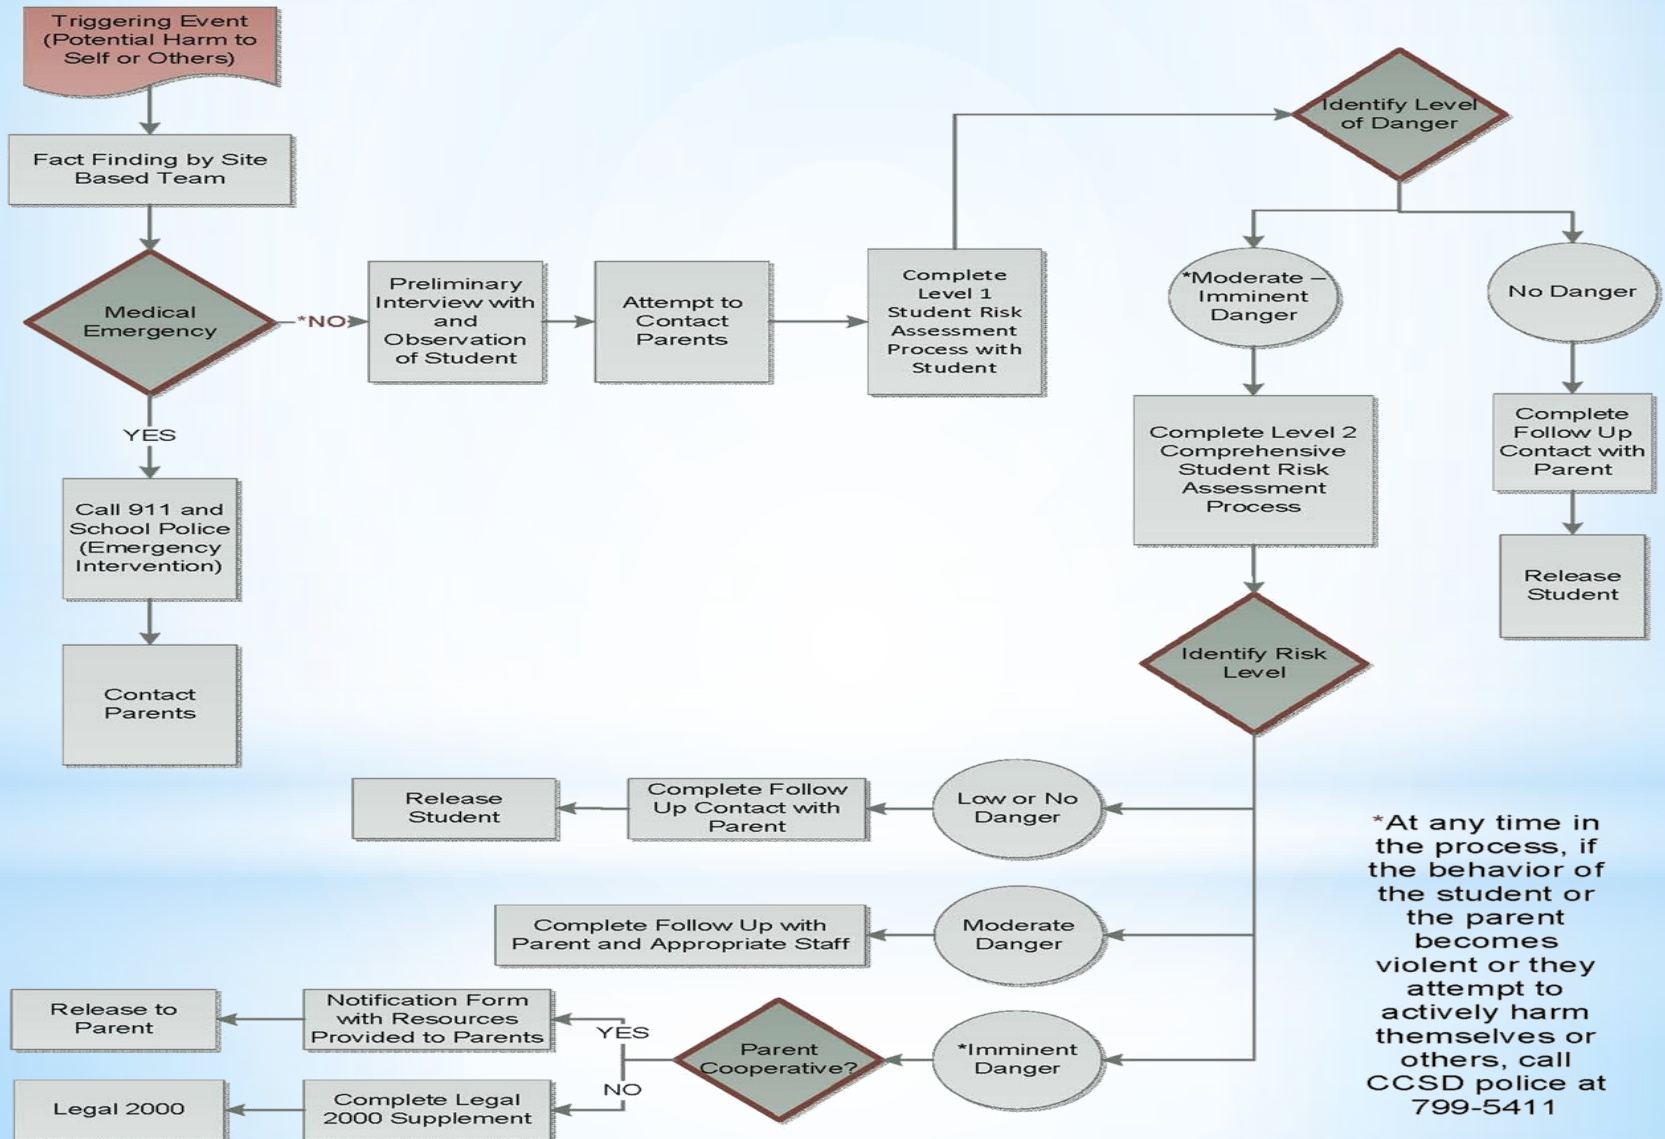 Triggering Event
(Potential Harm to
Self or Others)
Fact Finding by Site
Based Team
Medical
Emergency
*NO
Preliminary
Interview with
and
Observation
of Student
Attempt to
Contact
Parents
Complete
Level 1
Student Risk
Assessment
Process with
Student
Identify Level
of Danger
*Moderate –
Imminent
Danger
No Danger
Complete Level 2
Comprehensive
Student Risk
Assessment
Process
Complete
Follow Up
Contact with
Parent
Release
Student
YES
Call 911 and
School Police
(Emergency
Intervention)
Contact
Parents
Identify Risk
Level
Low or No
Danger
Complete Follow
Up Contact with
Parent
Release
Student
Moderate
Danger
Complete Follow Up with
Parent and Appropriate Staff
*Imminent
Danger
Parent
Cooperative?
YES
Notification Form
with Resources
Provided to Parents
Release to
Parent
NO
Complete Legal
2000 Supplement
Legal 2000
*At any time in
the process, if
the behavior of
the student or
the parent
becomes
violent or they
attempt to
actively harm
themselves or
others, call
CCSD police at
799-5411